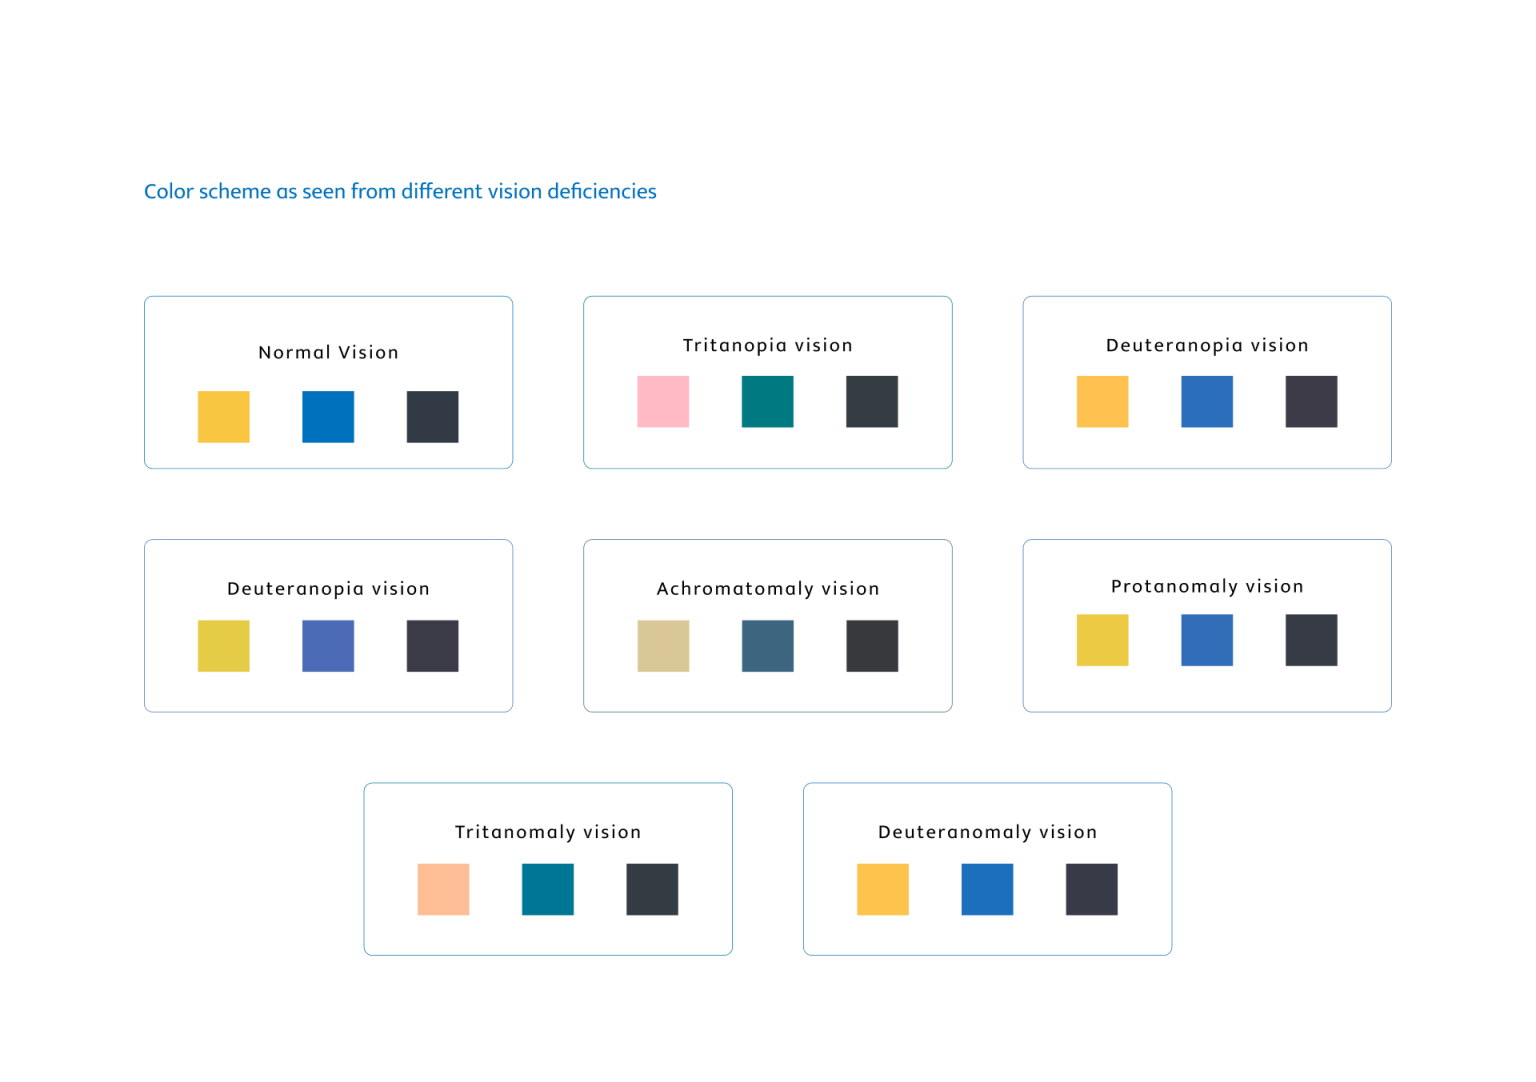 Color scheme as seen from different vision deficiencies
Normal Vision
Tritanopia vision
Deuteranopia vision
Deuteranopia vision
Achromatomaly vision
Protanomaly vision
Tritanomaly vision
Deuteranomaly vision